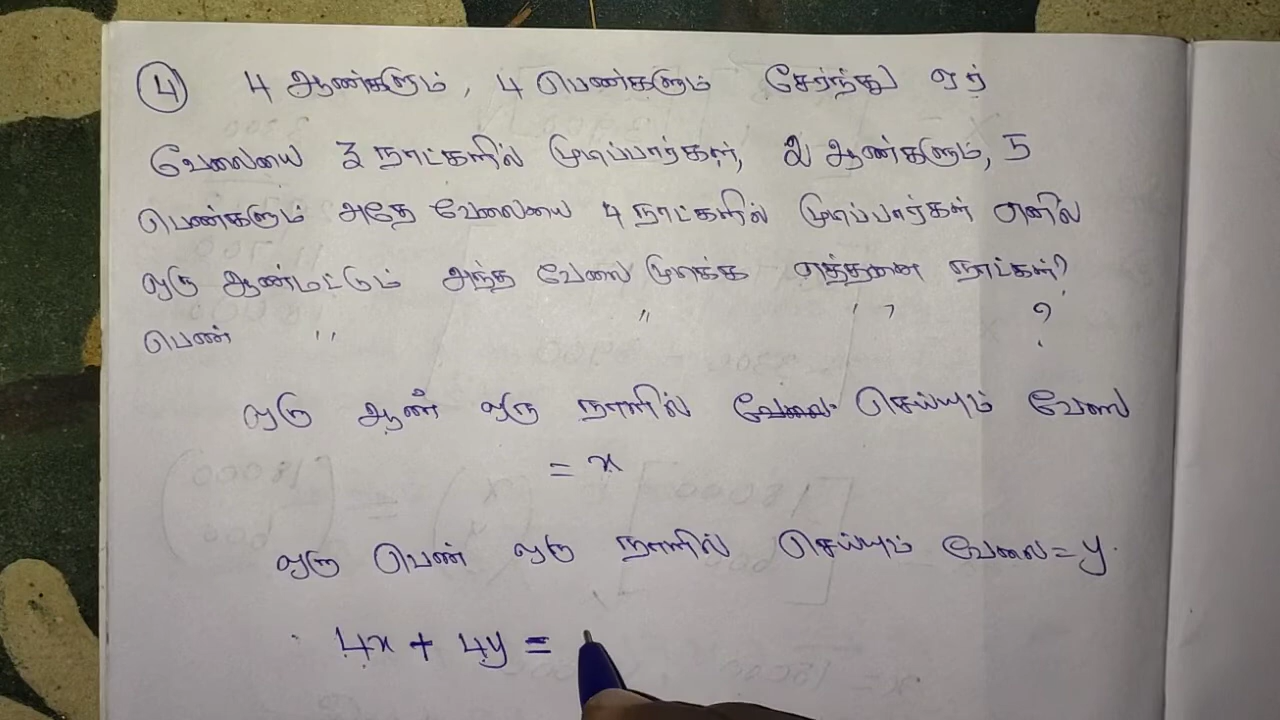 4 4 ஆண்களும், 4 பெண்களும் சேர்ந்து ஓர்
வேலையை 3 நாட்களில் முடிப்பார்கள், 2 ஆண்களும், 5
பெண்களும் அதே வேலையை 4 நாட்களில் முடிப்பார்கள் எனில்
ஒரு ஆண்மட்டும் அந்த வேலை முடிக்க எத்தனை நாட்கள்?
பெண் " " " ?
ஒரு ஆண் ஒரு நாளில் வேலை செய்யும் வேலை
= x
ஒரு பெண் ஒரு நாளில் செய்யும் வேலை = y.
4x + 4y =